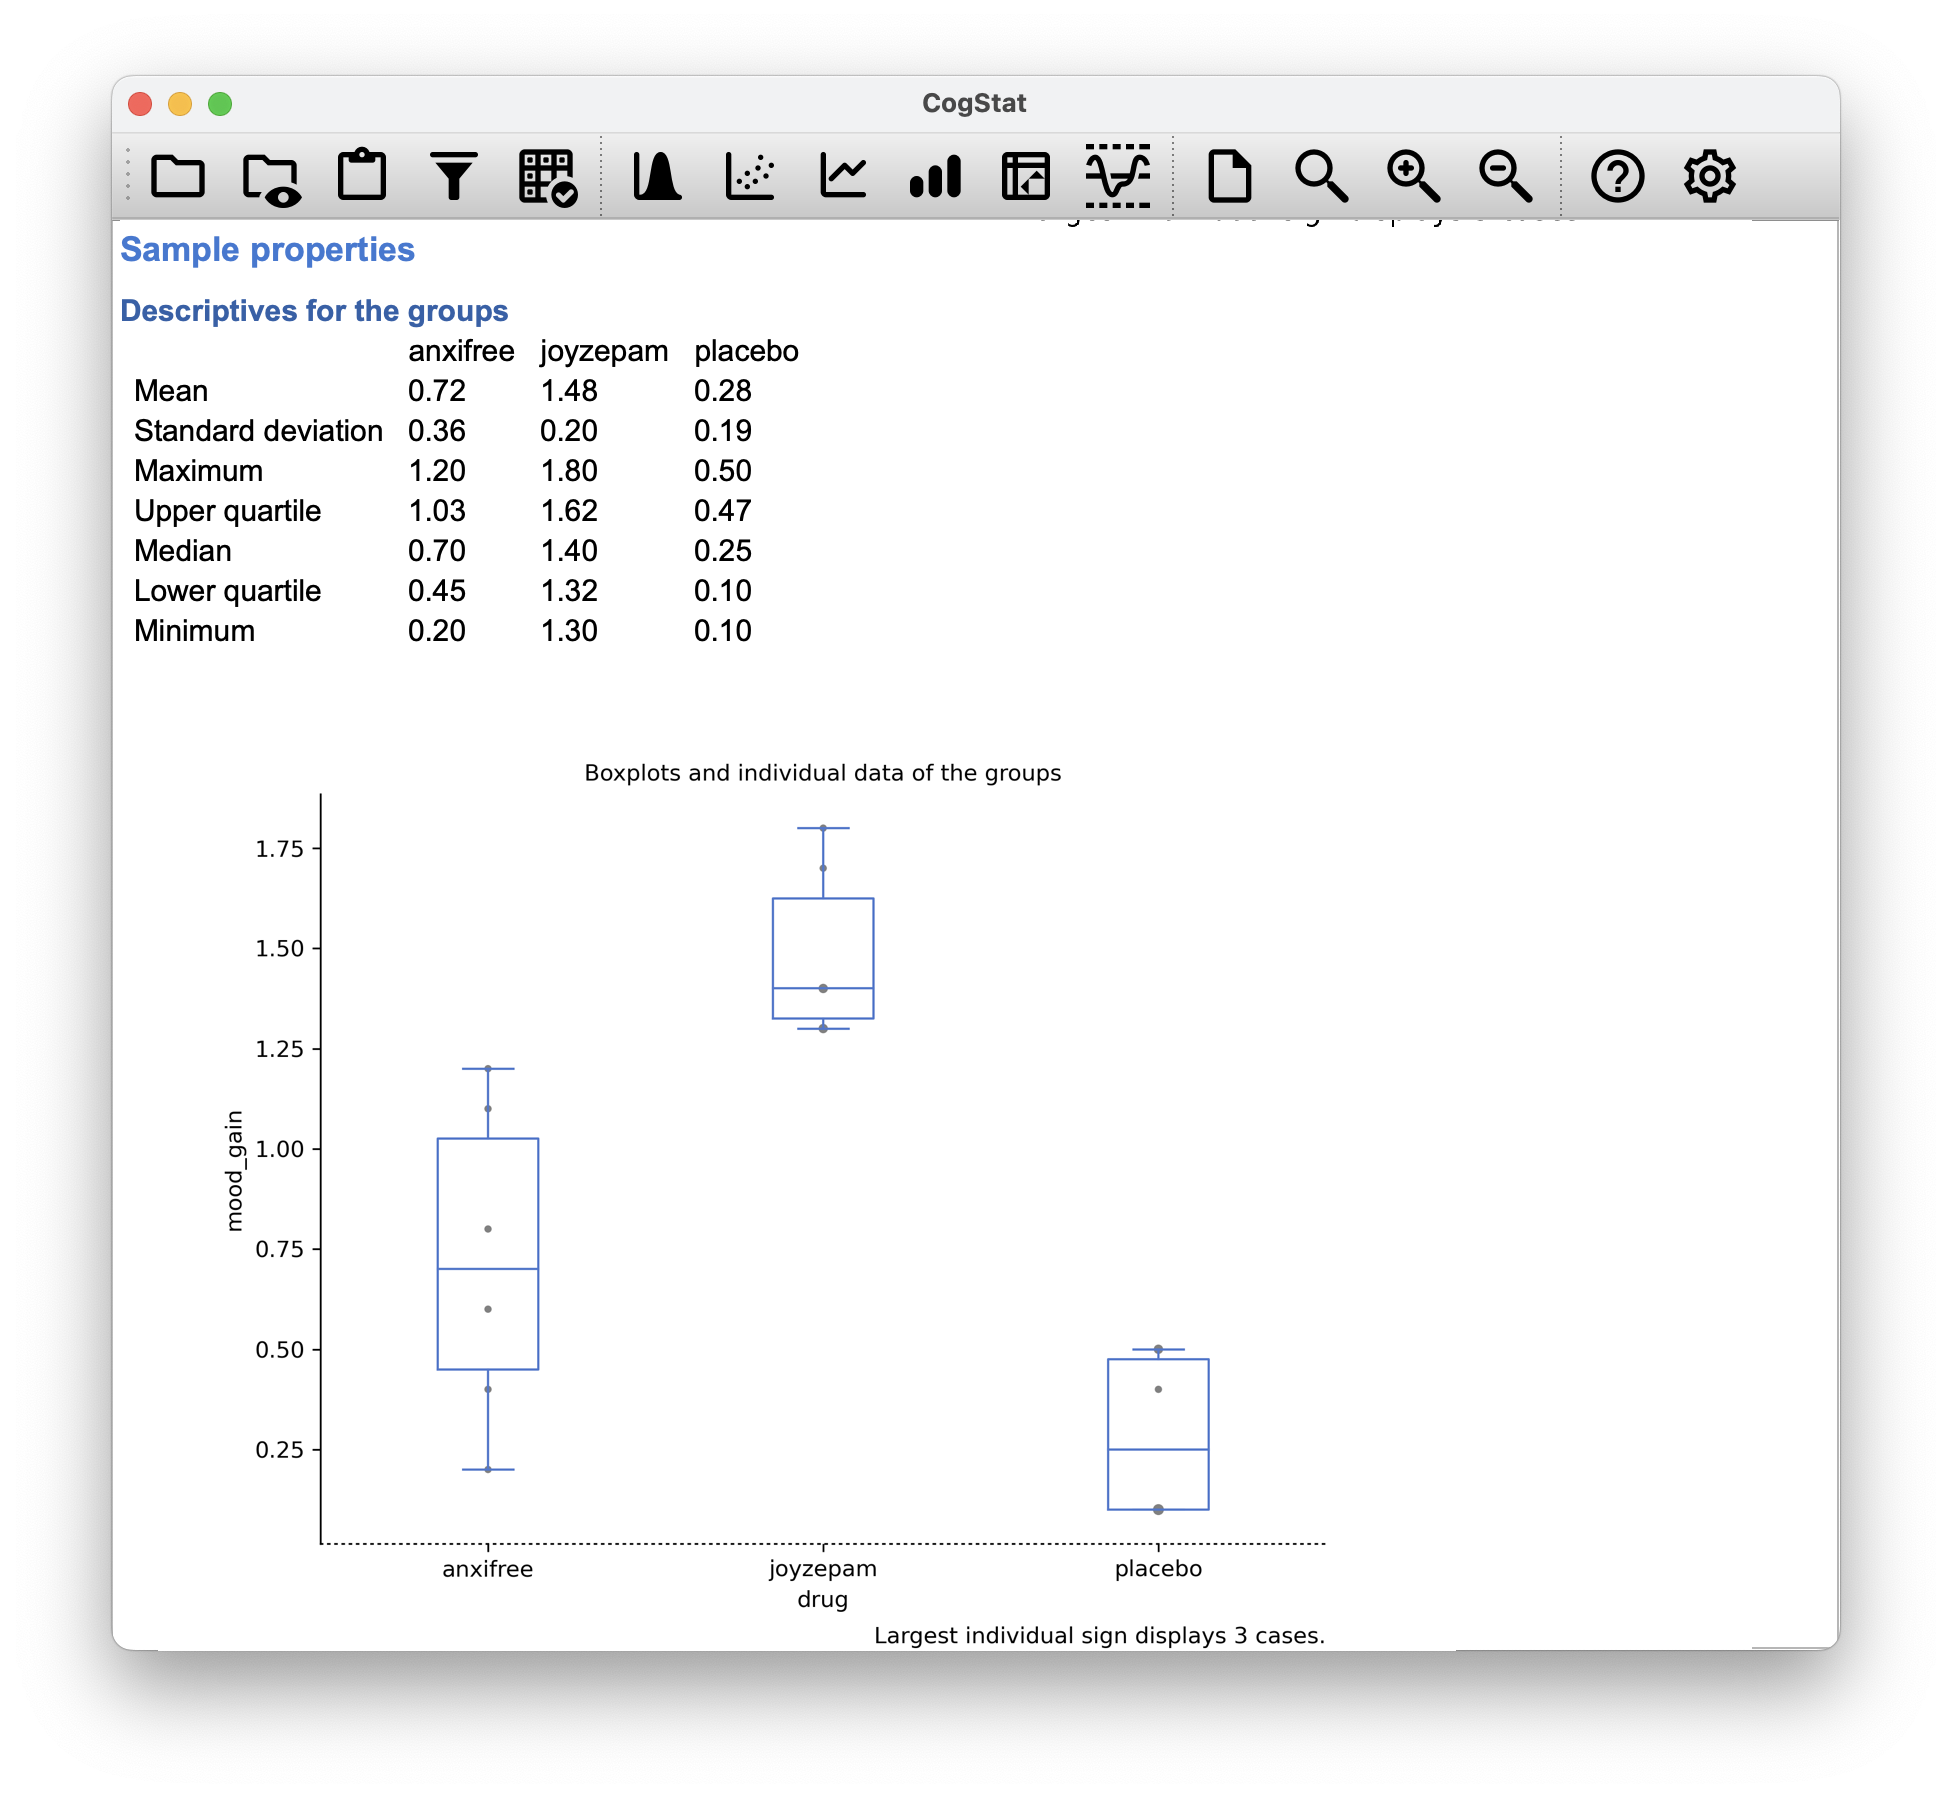 CogStat
Sample properties
Descriptives for the groups
anxifree joyzepam placebo
Mean 0.72 1.48 0.28
Standard deviation 0.36 0.20 0.19
Maximum 1.20 1.80 0.50
Upper quartile 1.03 1.62 0.47
Median 0.70 1.40 0.25
Lower quartile 0.45 1.32 0.10
Minimum 0.20 1.30 0.10
Boxplots and individual data of the groups
1.75
1.50
1.25
1.00
0.75
0.50
0.25
mood_gain
anxifree joyzepam placebo
drug
Largest individual sign displays 3 cases.